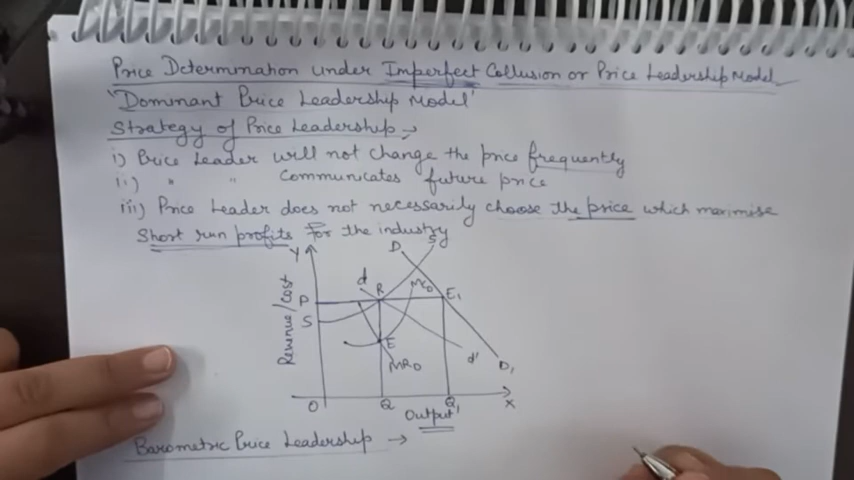 Price Determination under Imperfect Collusion or Price Leadership Model
'Dominant Price Leadership Model'
Strategy of Price Leadership →
i) Price Leader will not change the price frequently
ii) " " communicates future price
iii) Price Leader does not necessarily choose the price which maximise
Short run profits for the industry
Y D S
d MCD
P R E1
S
Revenue/Cost
E
MRD d' D1
O Q Q1 X
Output
Barometric Price Leadership →